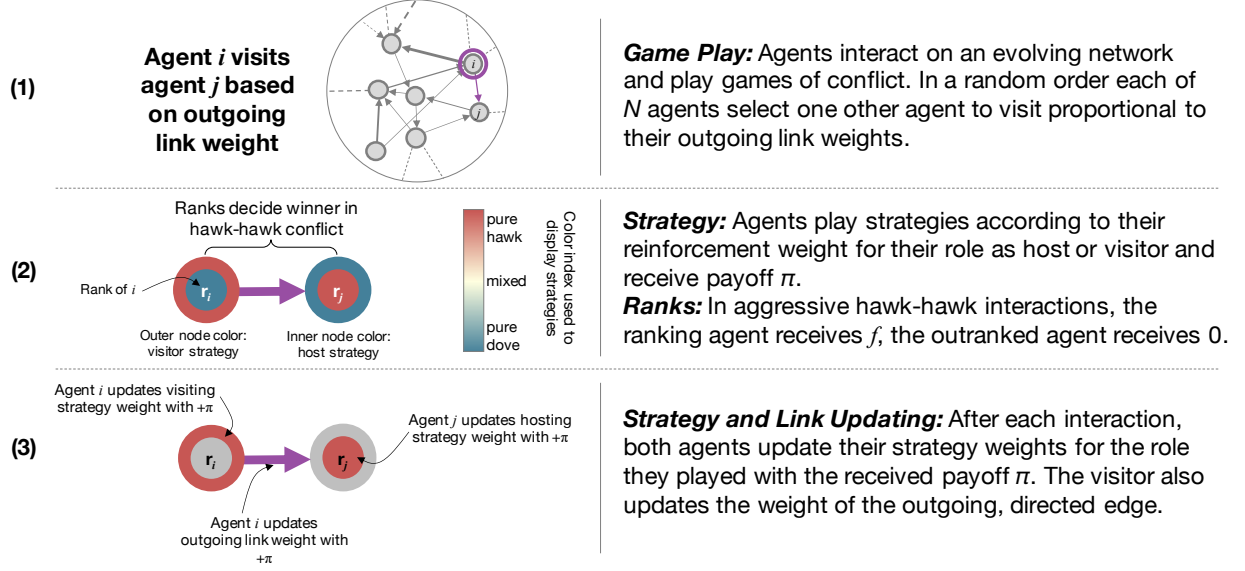 (1)
Agent i visits
agent j based
on outgoing
link weight
i
j
Game Play: Agents interact on an evolving network
and play games of conflict. In a random order each of
N agents select one other agent to visit proportional to
their outgoing link weights.
(2)
Ranks decide winner in
hawk-hawk conflict
Rank of i
r_i
r_j
Outer node color:
visitor strategy
Inner node color:
host strategy
pure
hawk
mixed
pure
dove
Color index used to
display strategies
Strategy: Agents play strategies according to their
reinforcement weight for their role as host or visitor and
receive payoff π.
Ranks: In aggressive hawk-hawk interactions, the
ranking agent receives f, the outranked agent receives 0.
(3)
Agent i updates visiting
strategy weight with +π
r_i
r_j
Agent j updates hosting
strategy weight with +π
Agent i updates
outgoing link weight with
+π
Strategy and Link Updating: After each interaction,
both agents update their strategy weights for the role
they played with the received payoff π. The visitor also
updates the weight of the outgoing, directed edge.